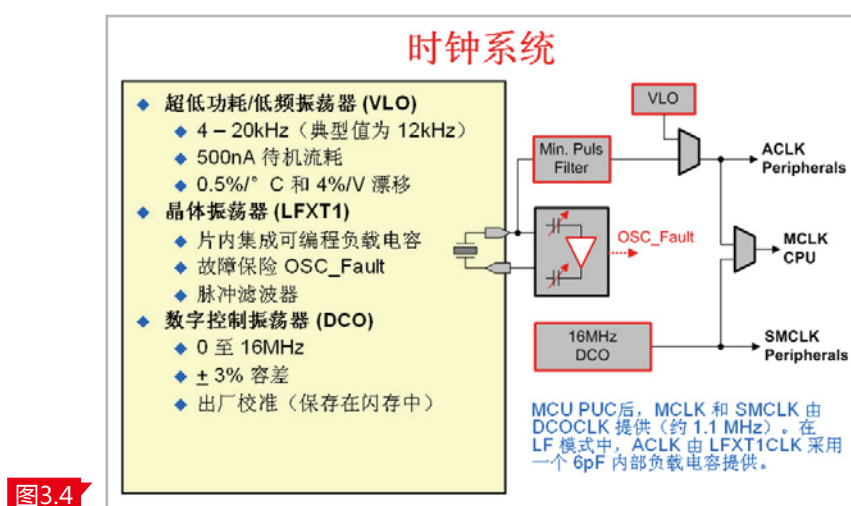 时钟系统
◆ 超低功耗/低频振荡器 (VLO)
◆ 4 – 20kHz（典型值为 12kHz）
◆ 500nA 待机流耗
◆ 0.5%/° C 和 4%/V 漂移
◆ 晶体振荡器 (LFXT1)
◆ 片内集成可编程负载电容
◆ 故障保险 OSC_Fault
◆ 脉冲滤波器
◆ 数字控制振荡器 (DCO)
◆ 0 至 16MHz
◆ ± 3% 容差
◆ 出厂校准（保存在闪存中）
VLO
Min. Puls
Filter
ACLK
Peripherals
OSC_Fault
MCLK
CPU
16MHz
DCO
SMCLK
Peripherals
MCU PUC后，MCLK 和 SMCLK 由
DCOCLK 提供（约 1.1 MHz）。在
LF 模式中，ACLK 由 LFXT1CLK 采用
一个 6pF 内部负载电容提供。
图3.4